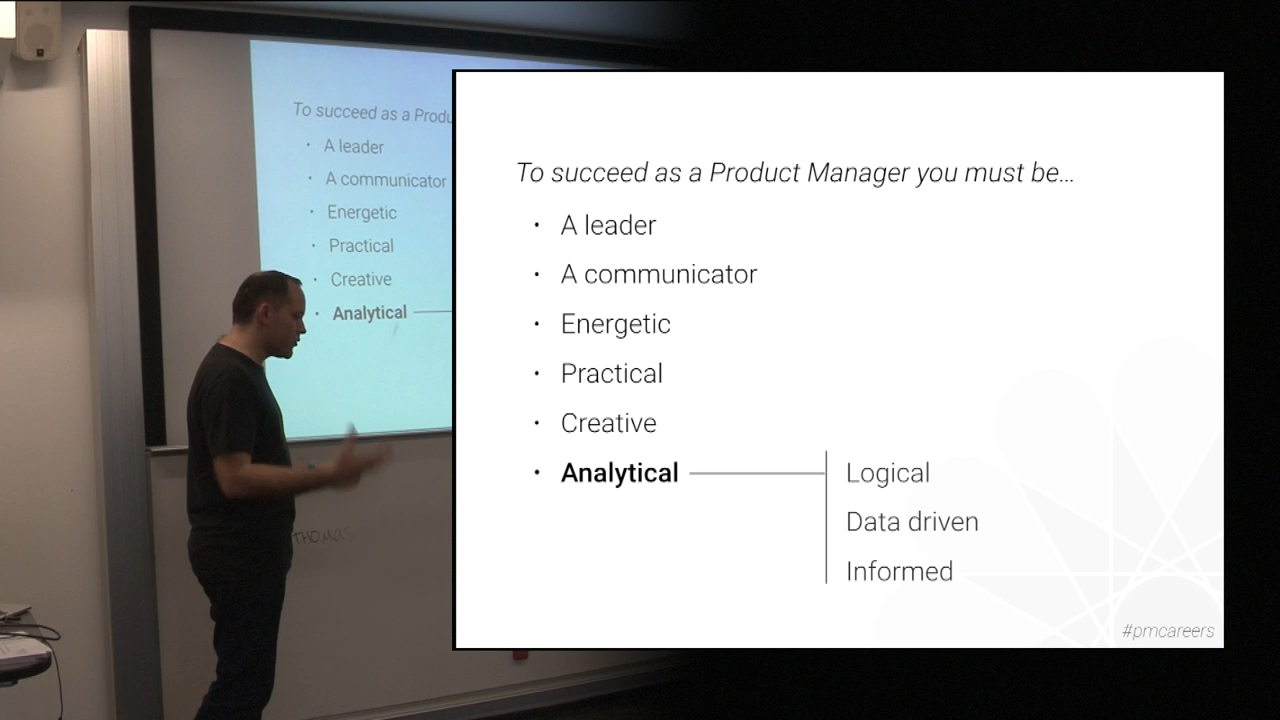 To succeed as a Produ
· A leader
· A communicator
· Energetic
· Practical
· Creative
· Analytical
THOMAS
To succeed as a Product Manager you must be...
· A leader
· A communicator
· Energetic
· Practical
· Creative
· Analytical
Logical
Data driven
Informed
#pmcareers